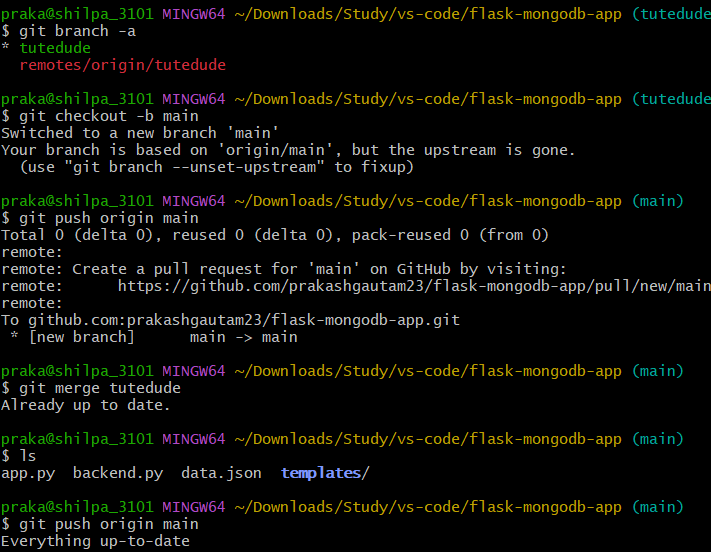 praka@shilpa_3101 MINGW64 ~/Downloads/Study/vs-code/flask-mongodb-app (tutedude
$ git branch -a
* tutedude
  remotes/origin/tutedude
praka@shilpa_3101 MINGW64 ~/Downloads/Study/vs-code/flask-mongodb-app (tutedude
$ git checkout -b main
Switched to a new branch 'main'
Your branch is based on 'origin/main', but the upstream is gone.
  (use "git branch --unset-upstream" to fixup)
praka@shilpa_3101 MINGW64 ~/Downloads/Study/vs-code/flask-mongodb-app (main)
$ git push origin main
Total 0 (delta 0), reused 0 (delta 0), pack-reused 0 (from 0)
remote:
remote: Create a pull request for 'main' on GitHub by visiting:
remote:      https://github.com/prakashgautam23/flask-mongodb-app/pull/new/main
remote:
To github.com:prakashgautam23/flask-mongodb-app.git
 * [new branch]      main -> main
praka@shilpa_3101 MINGW64 ~/Downloads/Study/vs-code/flask-mongodb-app (main)
$ git merge tutedude
Already up to date.
praka@shilpa_3101 MINGW64 ~/Downloads/Study/vs-code/flask-mongodb-app (main)
$ ls
app.py  backend.py  data.json  templates/
praka@shilpa_3101 MINGW64 ~/Downloads/Study/vs-code/flask-mongodb-app (main)
$ git push origin main
Everything up-to-date